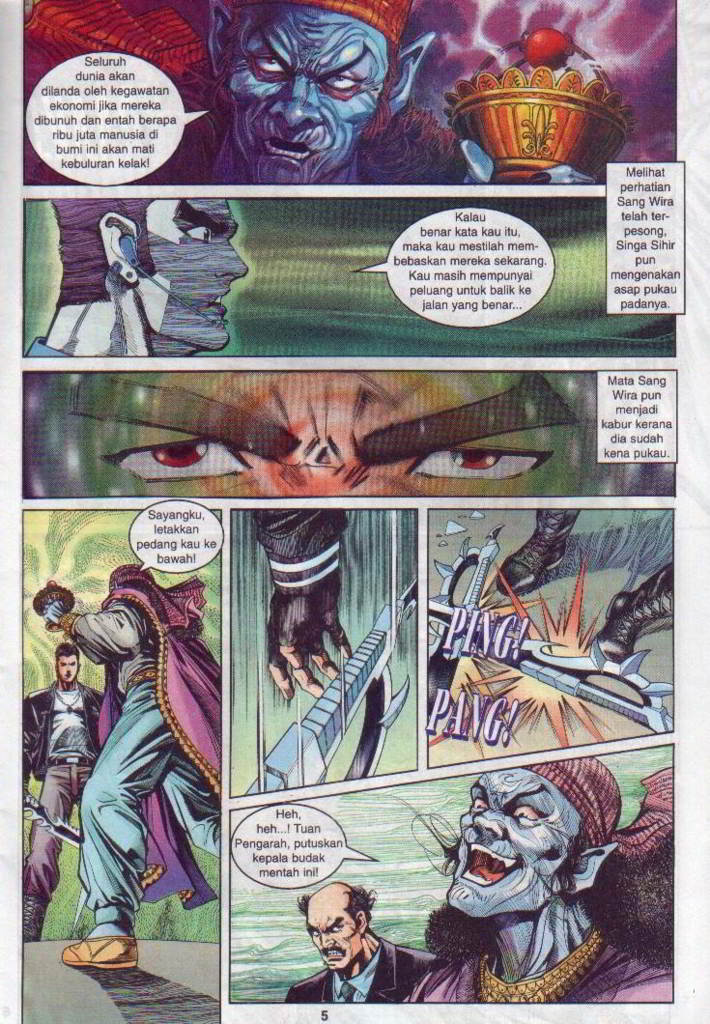 Seluruh
dunia akan
dilanda oleh kegawatan
ekonomi jika mereka
dibunuh dan entah berapa
ribu juta manusia di
bumi ini akan mati
kebuluran kelak!
Melihat
perhatian
Sang Wira
telah ter-
pesong,
Singa Sihir
pun
mengenakan
asap pukau
padanya.
Kalau
benar kata kau itu,
maka kau mestilah mem-
bebaskan mereka sekarang.
Kau masih mempunyai
peluang untuk balik ke
jalan yang benar...
Mata Sang
Wira pun
menjadi
kabur kerana
dia sudah
kena pukau.
Sayangku,
letakkan
pedang kau ke
bawah!
PING!
PANG!
Heh,
heh...! Tuan
Pengarah, putuskan
kepala budak
mentah ini!
5